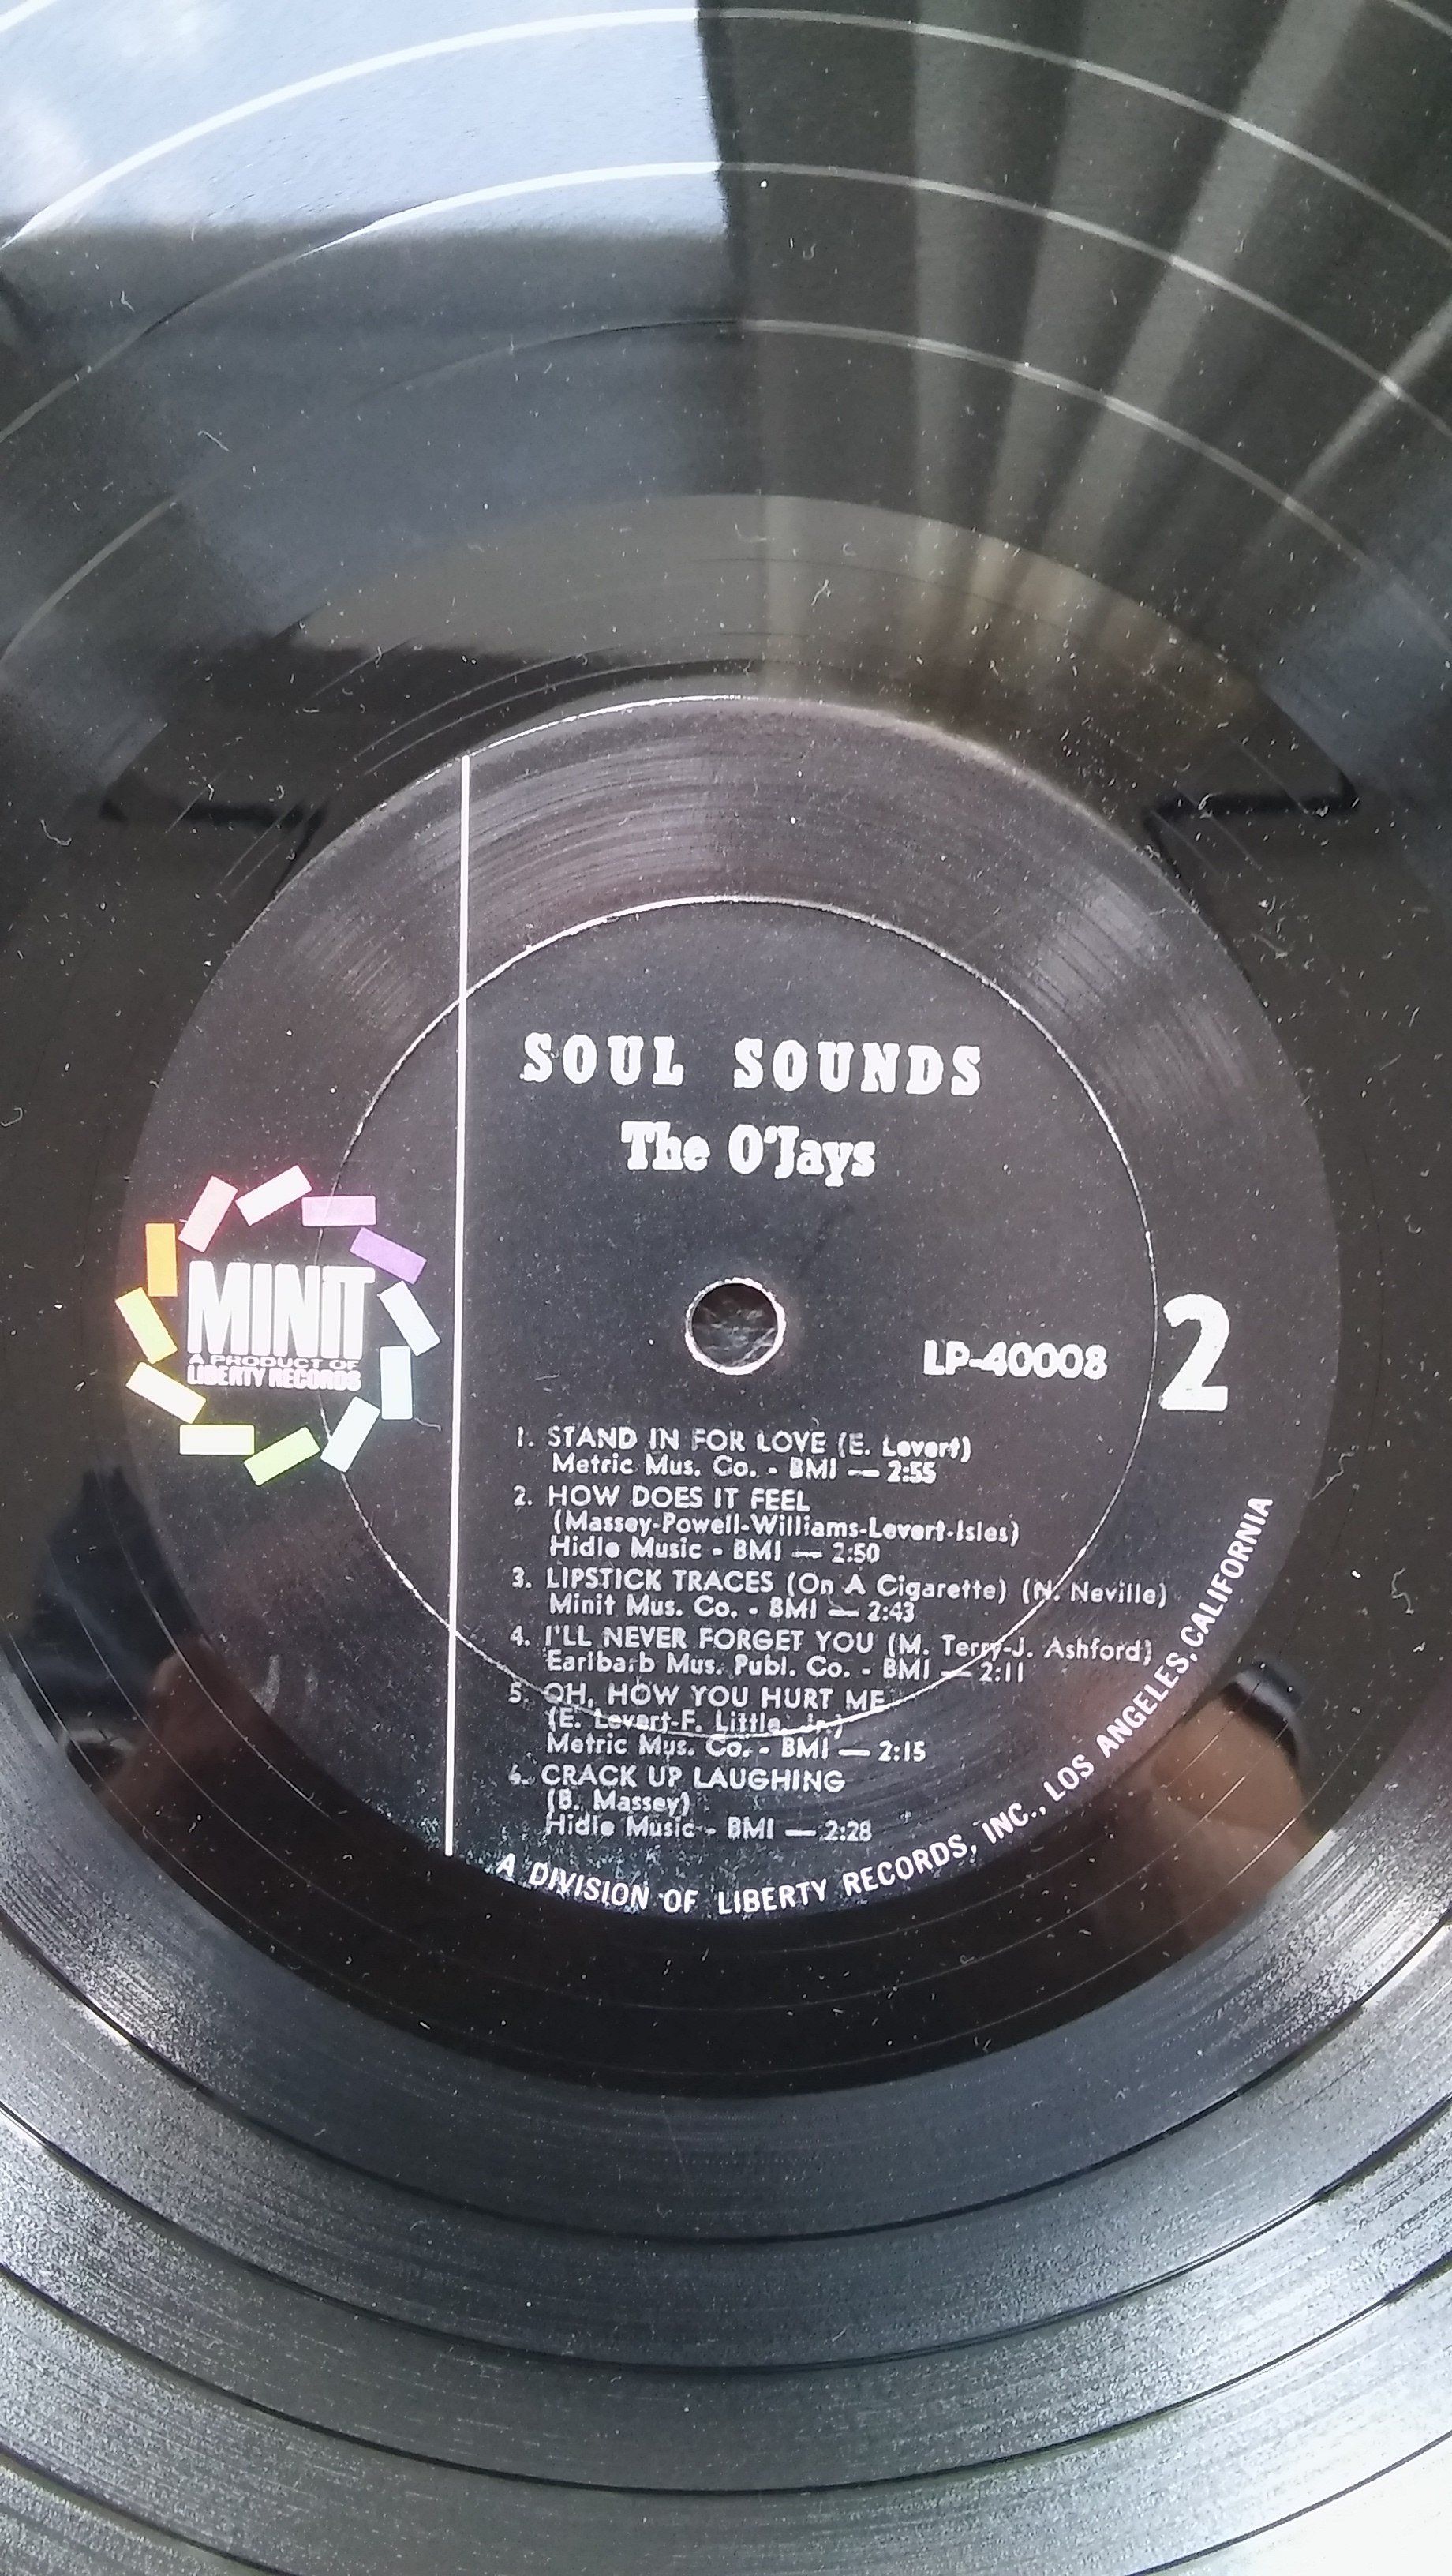 SOUL SOUNDS
The O'Jays
MINIT
A PRODUCT OF
LIBERTY RECORDS
LP-40008
2
1. STAND IN FOR LOVE (E. Levert)
Metric Mus. Co. - BMI — 2:55
2. HOW DOES IT FEEL
(Massey-Powell-Williams-Levert-Isles)
Hidle Music - BMI — 2:50
3. LIPSTICK TRACES (On A Cigarette) (N. Neville)
Minit Mus. Co. - BMI — 2:43
4. I'LL NEVER FORGET YOU (M. Terry-J. Ashford)
Earlbarb Mus. Publ. Co. - BMI — 2:11
5. OH, HOW YOU HURT ME
(E. Levert-F. Little, Jr.)
Metric Mus. Co. - BMI — 2:15
6. CRACK UP LAUGHING
(B. Massey)
Hidle Music - BMI — 2:28
A DIVISION OF LIBERTY RECORDS, INC., LOS ANGELES, CALIFORNIA